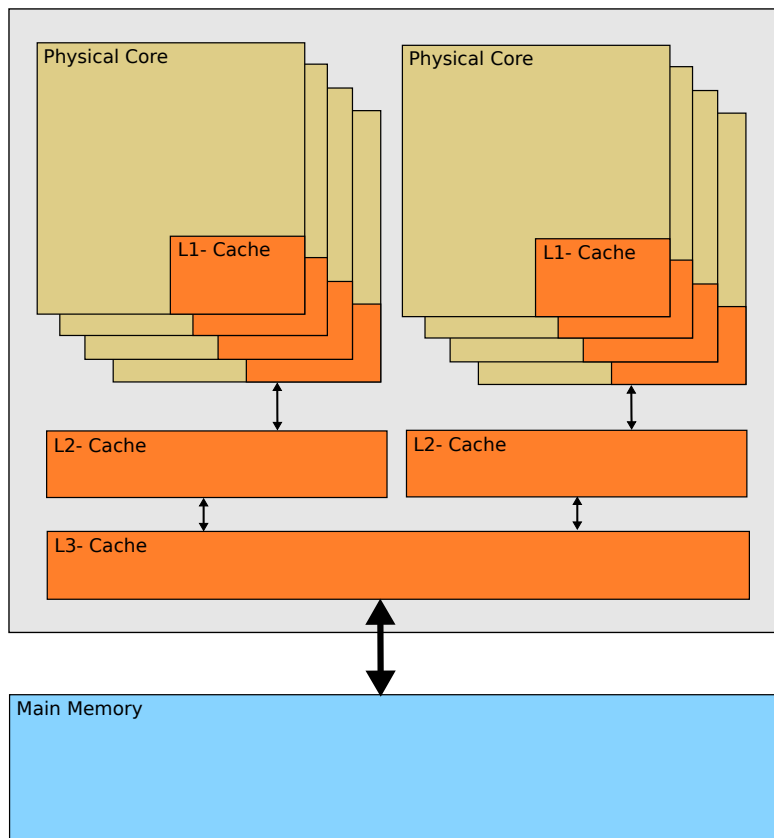 Physical Core
Physical Core
L1- Cache
L1- Cache
L2- Cache
L2- Cache
L3- Cache
Main Memory